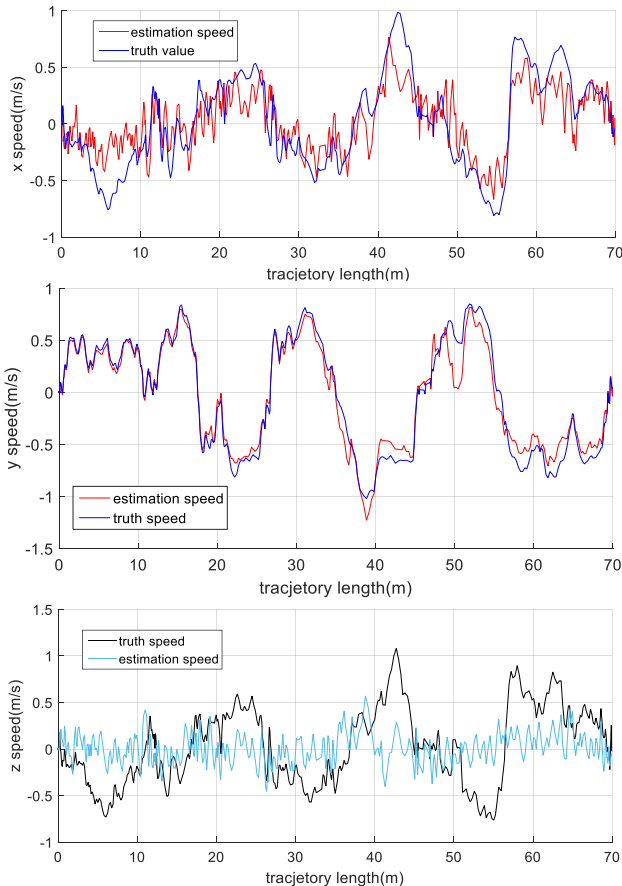 1
0.5
0
-0.5
-1
x speed(m/s)
estimation speed
truth value
0 10 20 30 40 50 60 70
tracjetory length(m)
1
0.5
0
-0.5
-1
-1.5
y speed(m/s)
estimation speed
truth speed
0 10 20 30 40 50 60 70
tracjetory length(m)
1.5
1
0.5
0
-0.5
-1
z speed(m/s)
truth speed
estimation speed
0 10 20 30 40 50 60 70
tracjetory length(m)